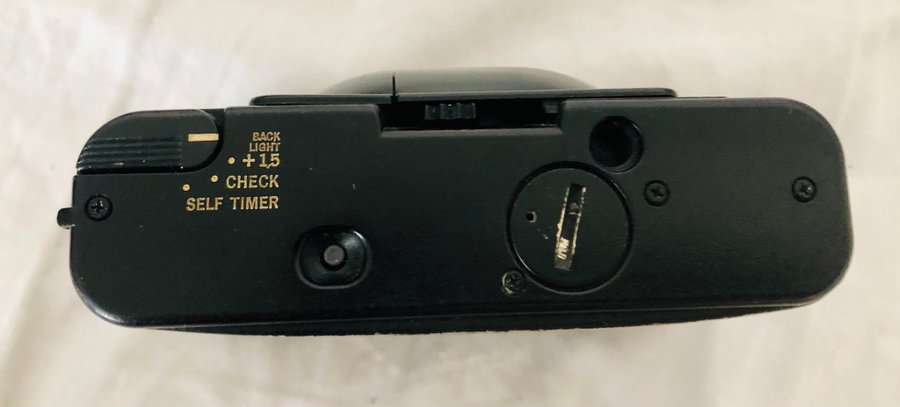 BACK
LIGHT
+1,5
CHECK
SELF TIMER